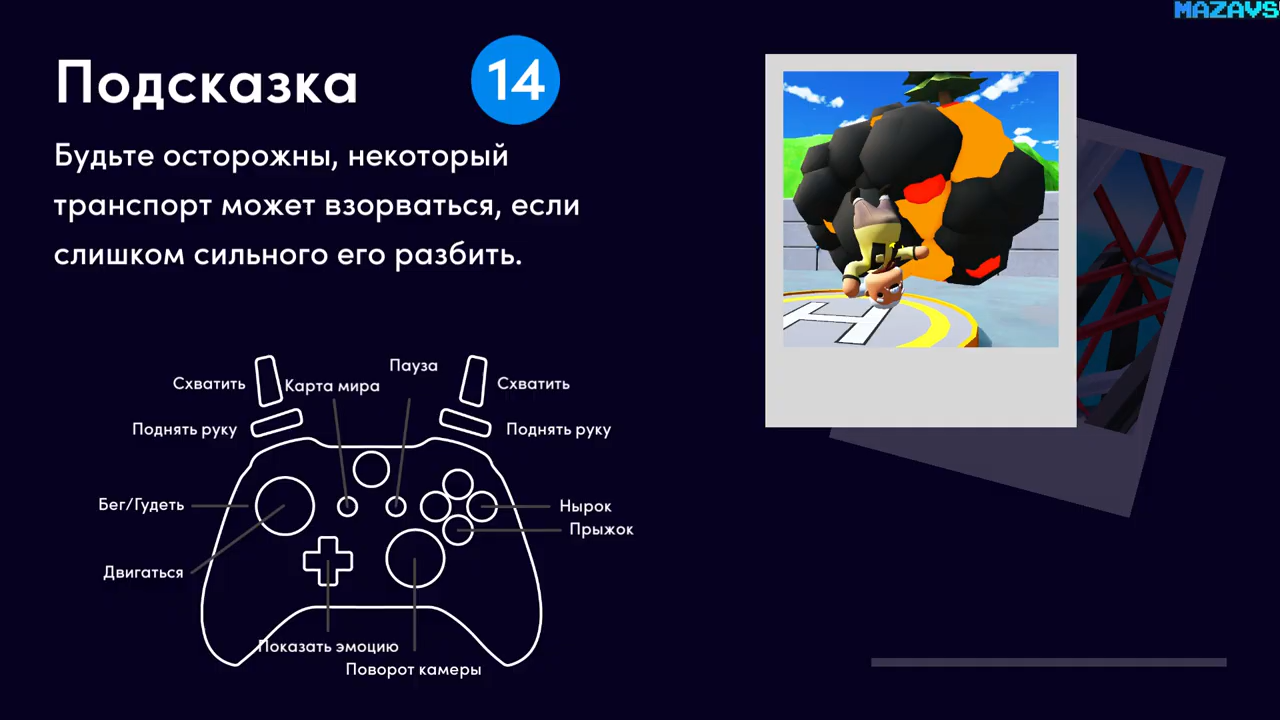 MAZAVS
Подсказка 14
Будьте осторожны, некоторый
транспорт может взорваться, если
слишком сильного его разбить.
Пауза
Схватить
Карта мира
Схватить
Поднять руку
Поднять руку
Бег/Гудеть
Нырок
Прыжок
Двигаться
Показать эмоцию
Поворот камеры
H